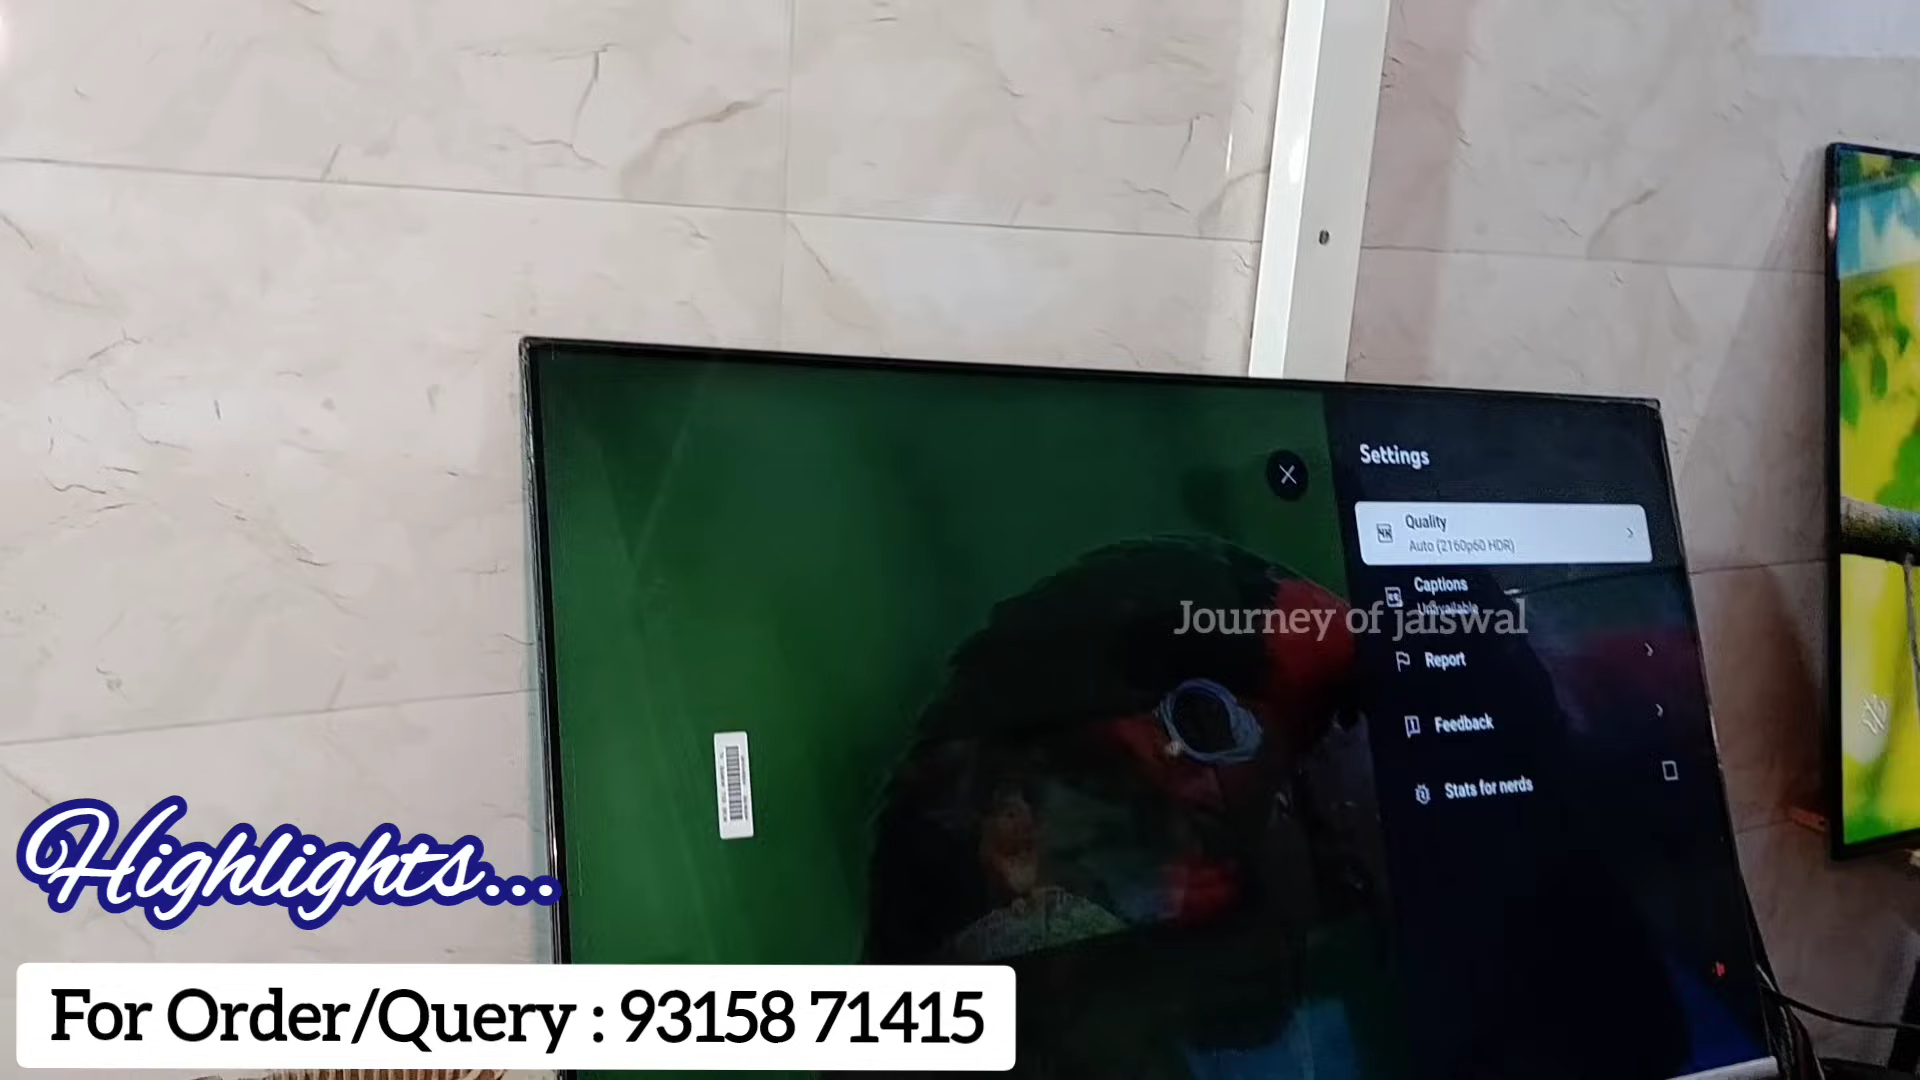 Settings
Quality
Auto (2160p60 HDR)
Captions
Unavailable
Journey of jaiswal
Report
Feedback
Stats for nerds
Highlights...
For Order/Query : 93158 71415